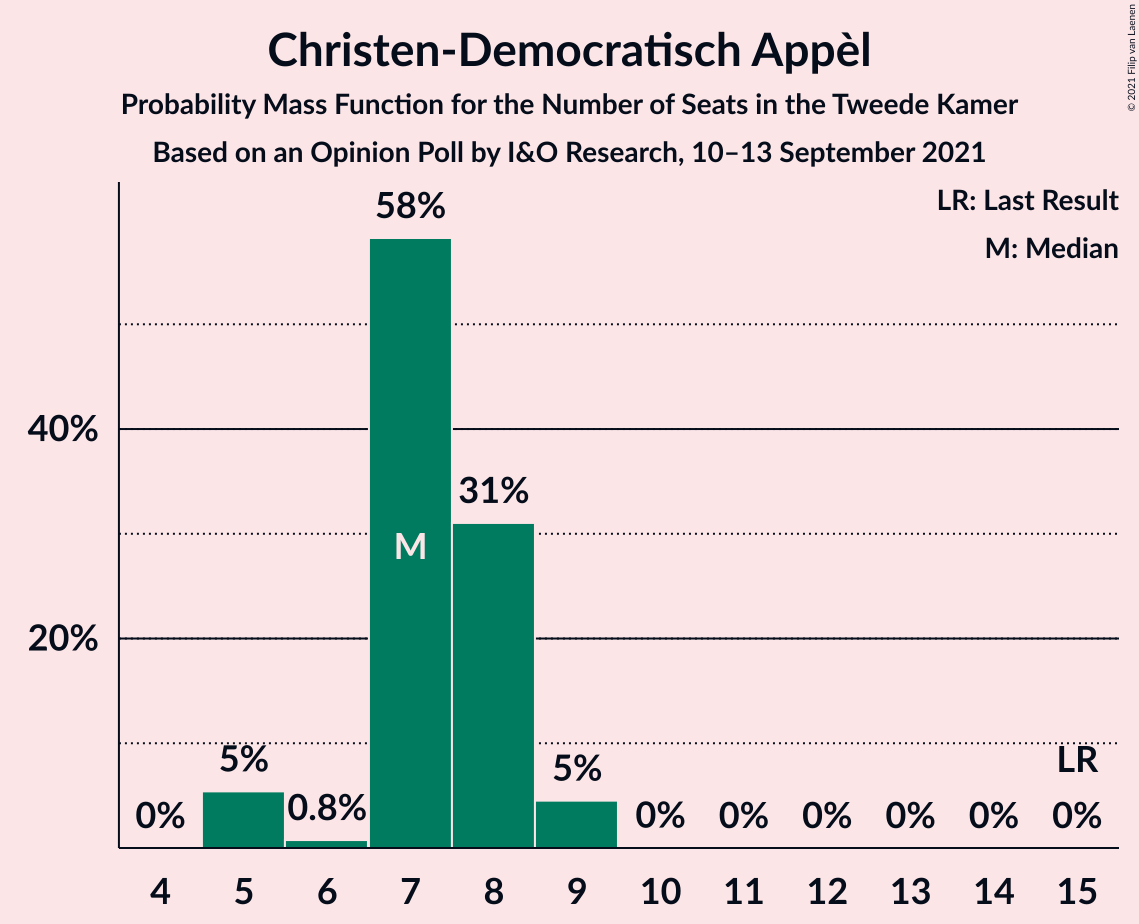 Christen-Democratisch Appèl
Probability Mass Function for the Number of Seats in the Tweede Kamer
Based on an Opinion Poll by I&O Research, 10–13 September 2021
© 2021 Filip van Laenen
LR: Last Result
M: Median
58%
40%
31%
M
20%
5%
0.8%
5%
LR
0%
0%
0%
0%
0%
0%
0%
4 5 6 7 8 9 10 11 12 13 14 15